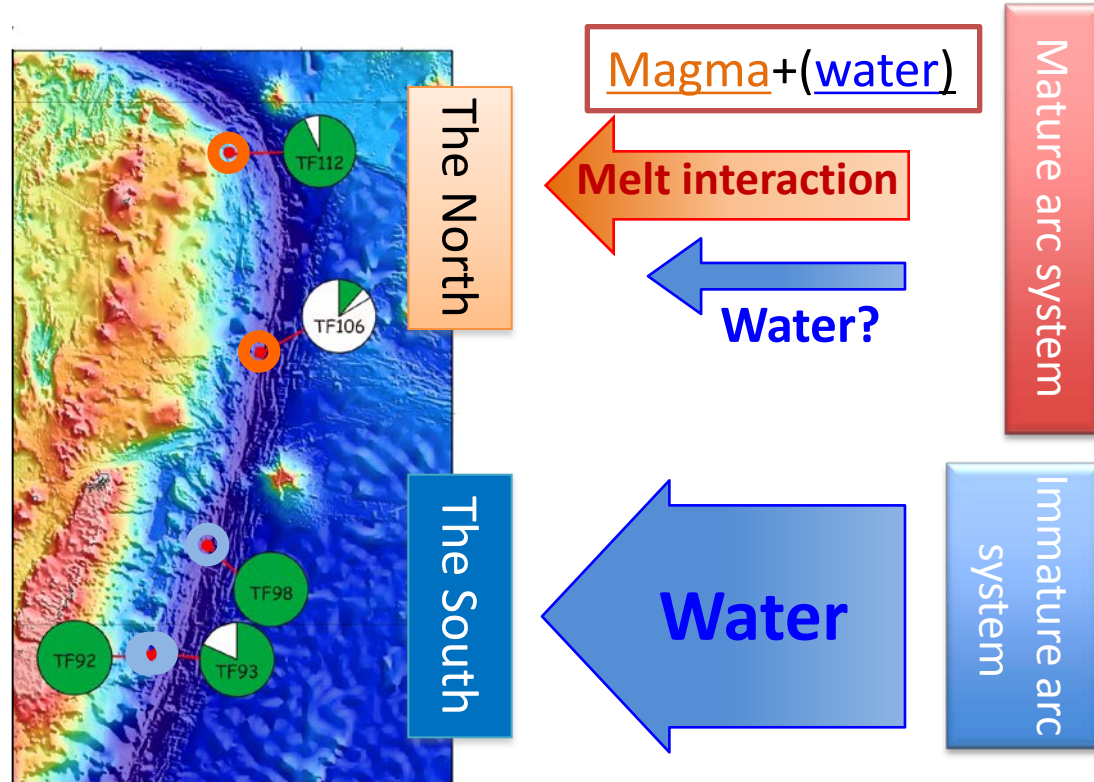 Magma+(water)
Mature arc system
The North
TF112
Melt interaction
TF106
Water?
The South
Immature arc
system
TF98
Water
TF92
TF93